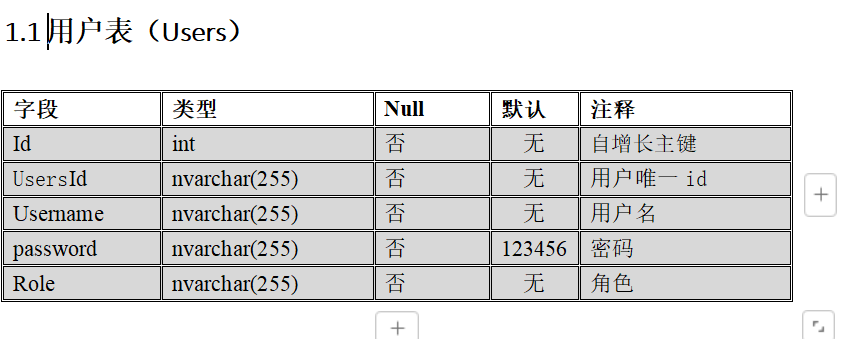 1.1用户表（Users）
字段 类型 Null 默认 注释
Id int 否 无 自增长主键
UsersId nvarchar(255) 否 无 用户唯一 id
Username nvarchar(255) 否 无 用户名
password nvarchar(255) 否 123456 密码
Role nvarchar(255) 否 无 角色